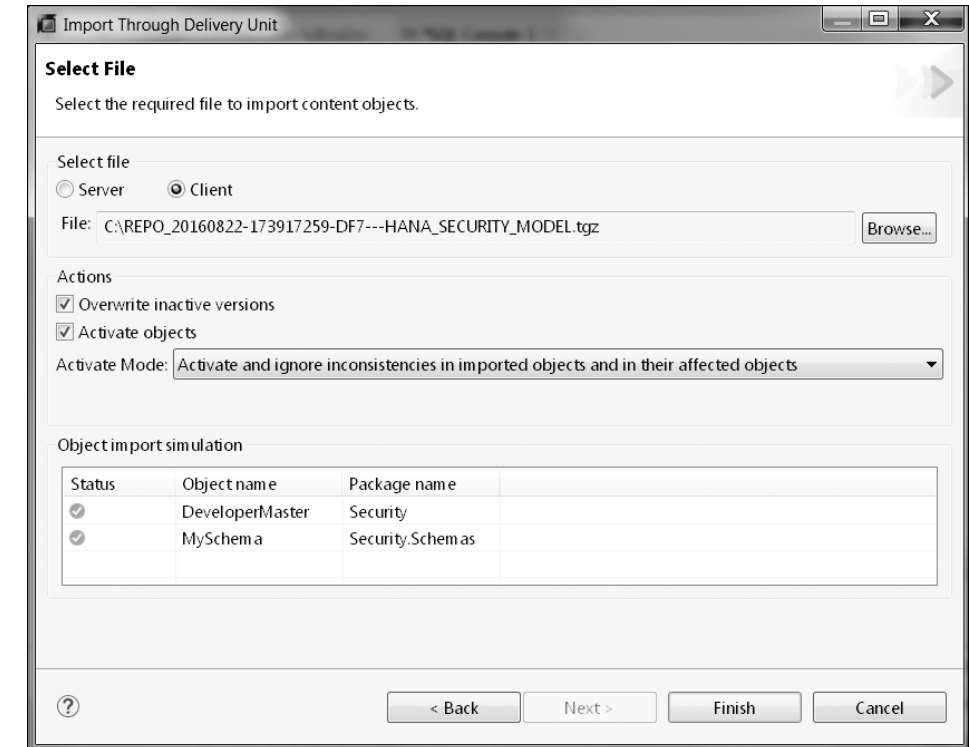 Import Through Delivery Unit
Select File
Select the required file to import content objects.
Select file
Server Client
File: C:\REPO_20160822-173917259-DF7---HANA_SECURITY_MODEL.tgz Browse...
Actions
Overwrite inactive versions
Activate objects
Activate Mode: Activate and ignore inconsistencies in imported objects and in their affected objects
Object import simulation
Status Object name Package name
DeveloperMaster Security
MySchema Security.Schemas
? < Back Next > Finish Cancel